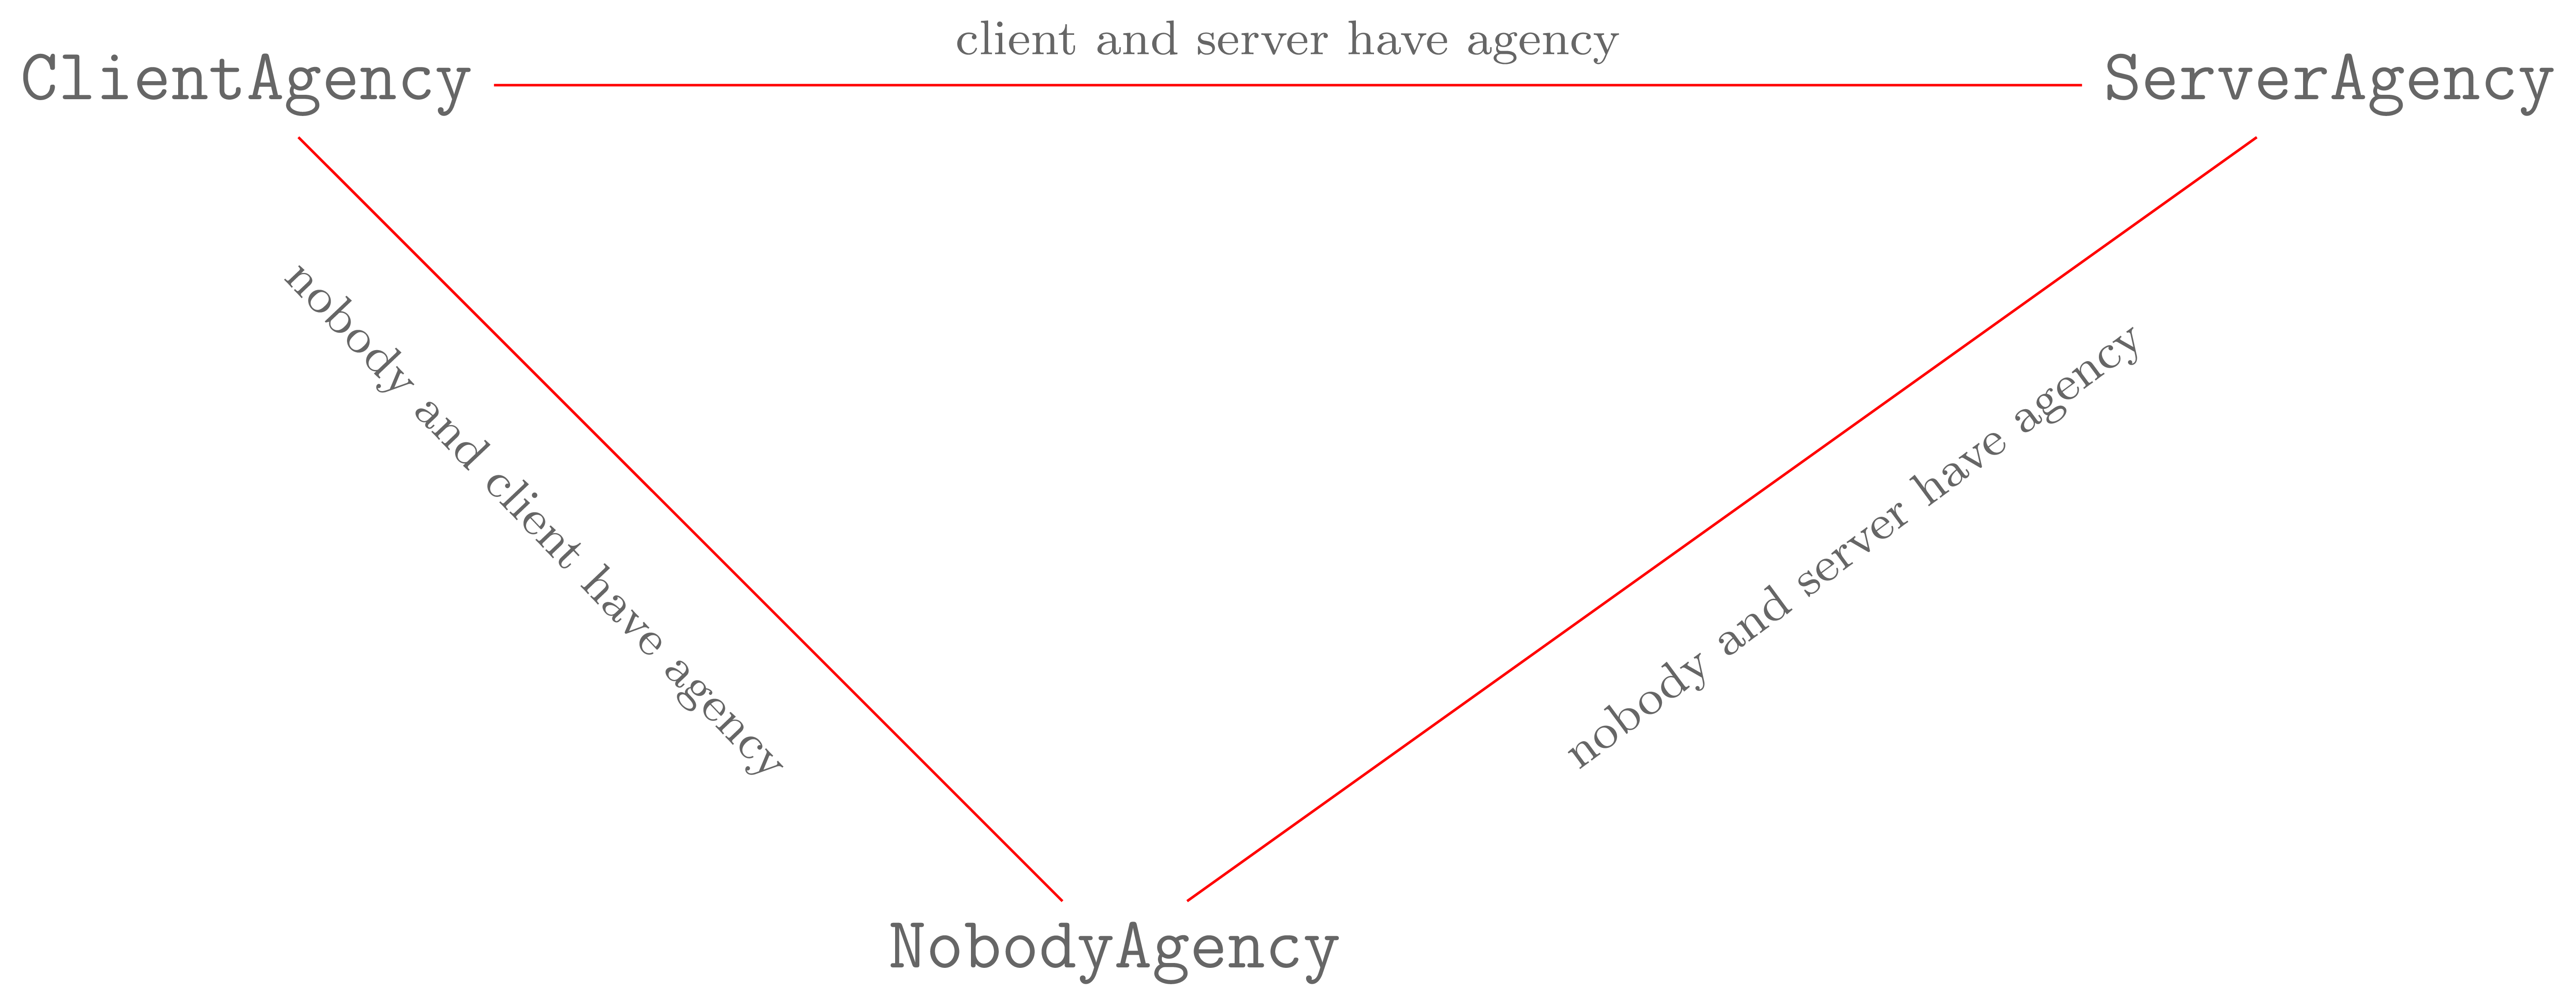 client and server have agency
ClientAgency
ServerAgency
nobody and client have agency
nobody and server have agency
NobodyAgency